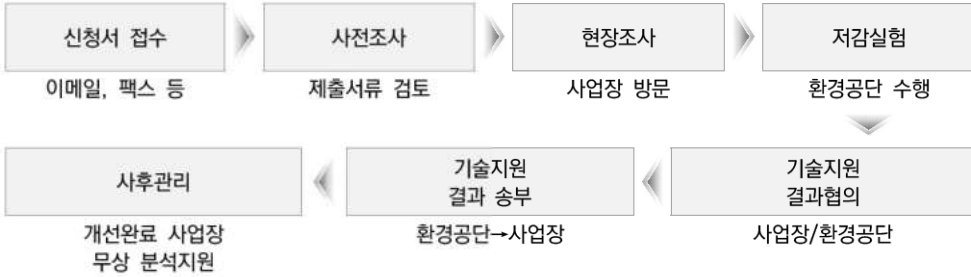 신청서 접수
이메일, 팩스 등
사전조사
제출서류 검토
현장조사
사업장 방문
저감실험
환경공단 수행
기술지원
결과협의
사업장/환경공단
기술지원
결과 송부
환경공단→사업장
사후관리
개선완료 사업장
무상 분석지원